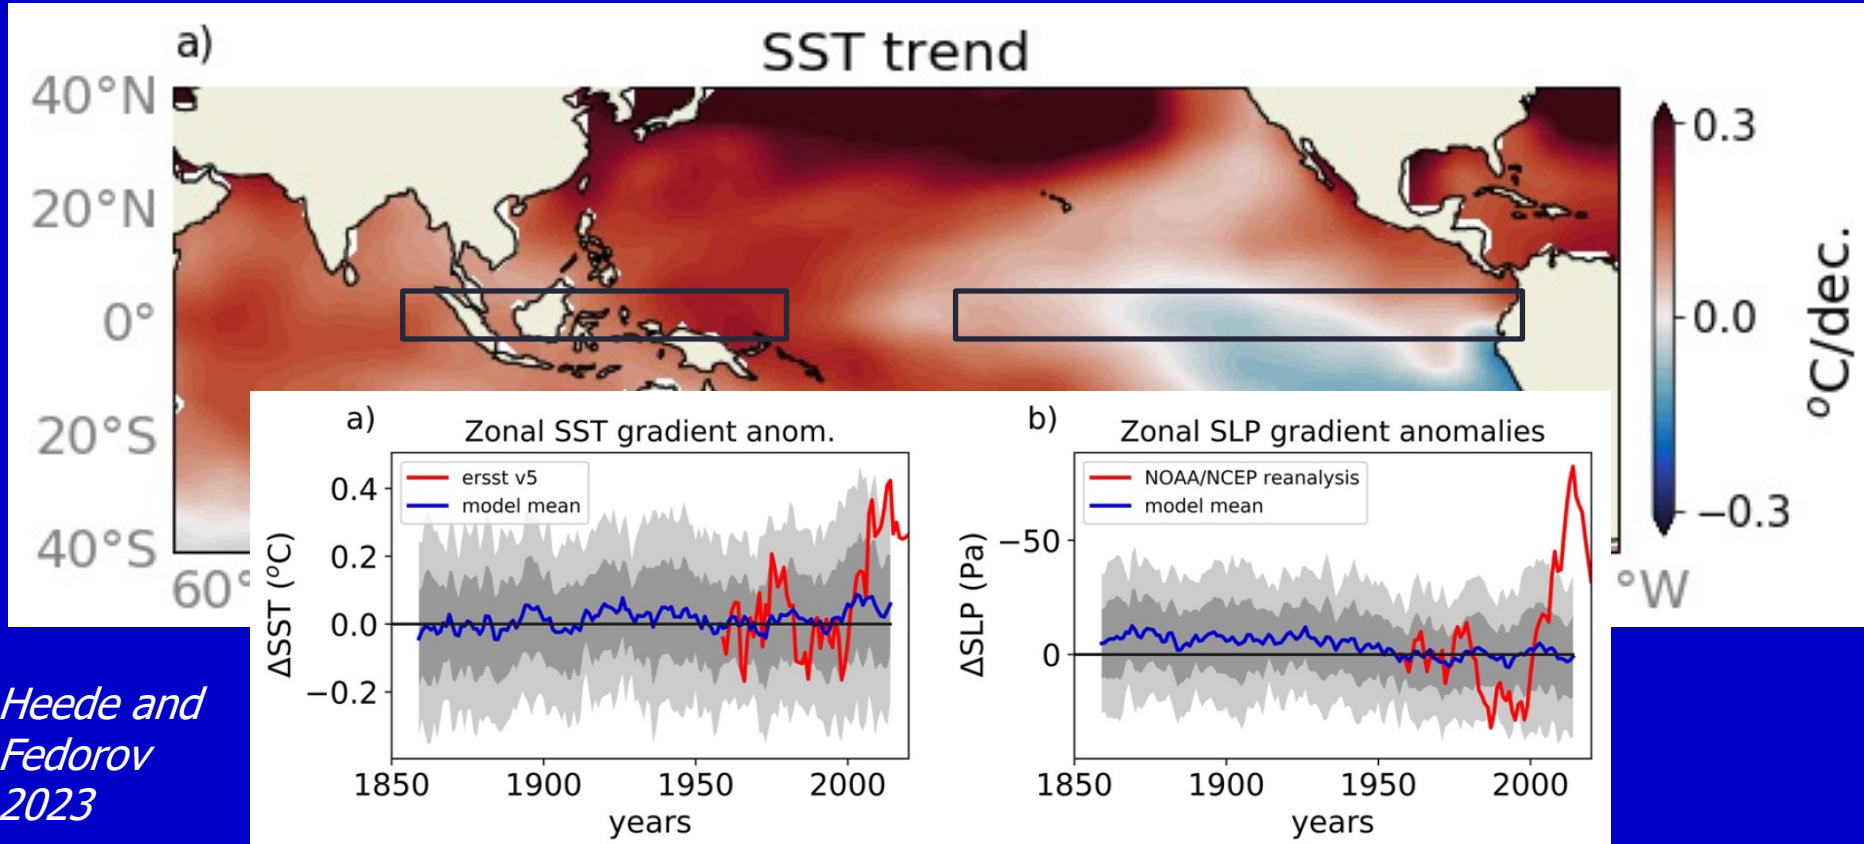 a)
SST trend
40°N
20°N
0°
20°S
40°S
60°
°W
0.3
0.0
−0.3
°C/dec.
a)
Zonal SST gradient anom.
ersst v5
model mean
0.4
0.2
0.0
−0.2
ΔSST (°C)
1850 1900 1950 2000
years
b)
Zonal SLP gradient anomalies
NOAA/NCEP reanalysis
model mean
−50
0
ΔSLP (Pa)
1850 1900 1950 2000
years
Heede and
Fedorov
2023